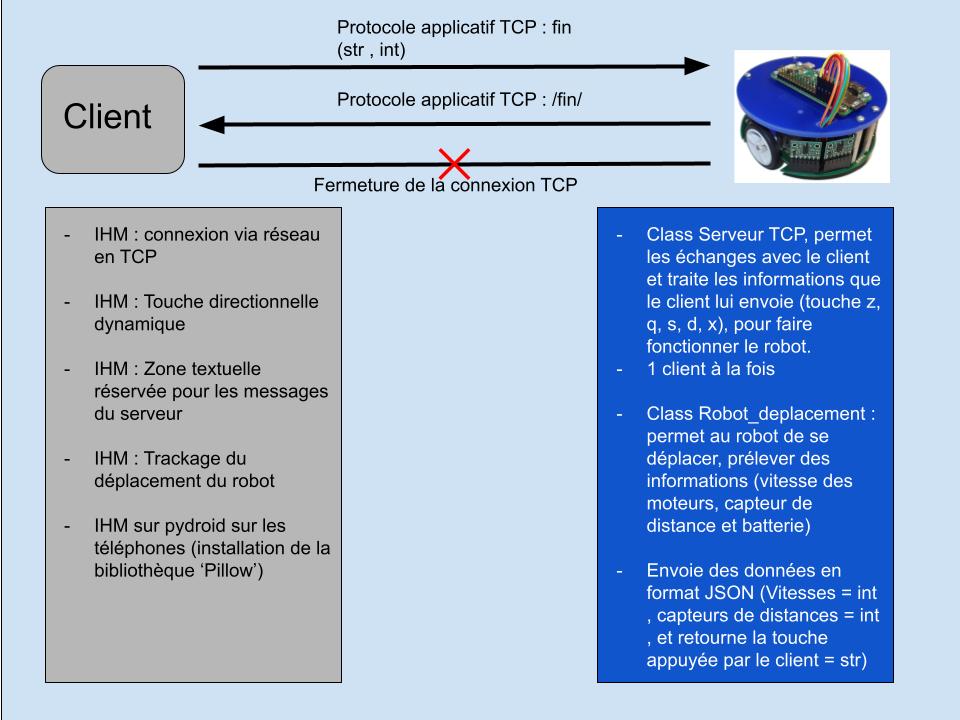 Protocole applicatif TCP : fin
(str , int)
Client
Protocole applicatif TCP : /fin/
Fermeture de la connexion TCP
- IHM : connexion via réseau
en TCP
- IHM : Touche directionnelle
dynamique
- IHM : Zone textuelle
réservée pour les messages
du serveur
- IHM : Trackage du
déplacement du robot
- IHM sur pydroid sur les
téléphones (installation de la
bibliothèque ‘Pillow’)
- Class Serveur TCP, permet
les échanges avec le client
et traite les informations que
le client lui envoie (touche z,
q, s, d, x), pour faire
fonctionner le robot.
- 1 client à la fois
- Class Robot_deplacement :
permet au robot de se
déplacer, prélever des
informations (vitesse des
moteurs, capteur de
distance et batterie)
- Envoie des données en
format JSON (Vitesses = int
, capteurs de distances = int
, et retourne la touche
appuyée par le client = str)